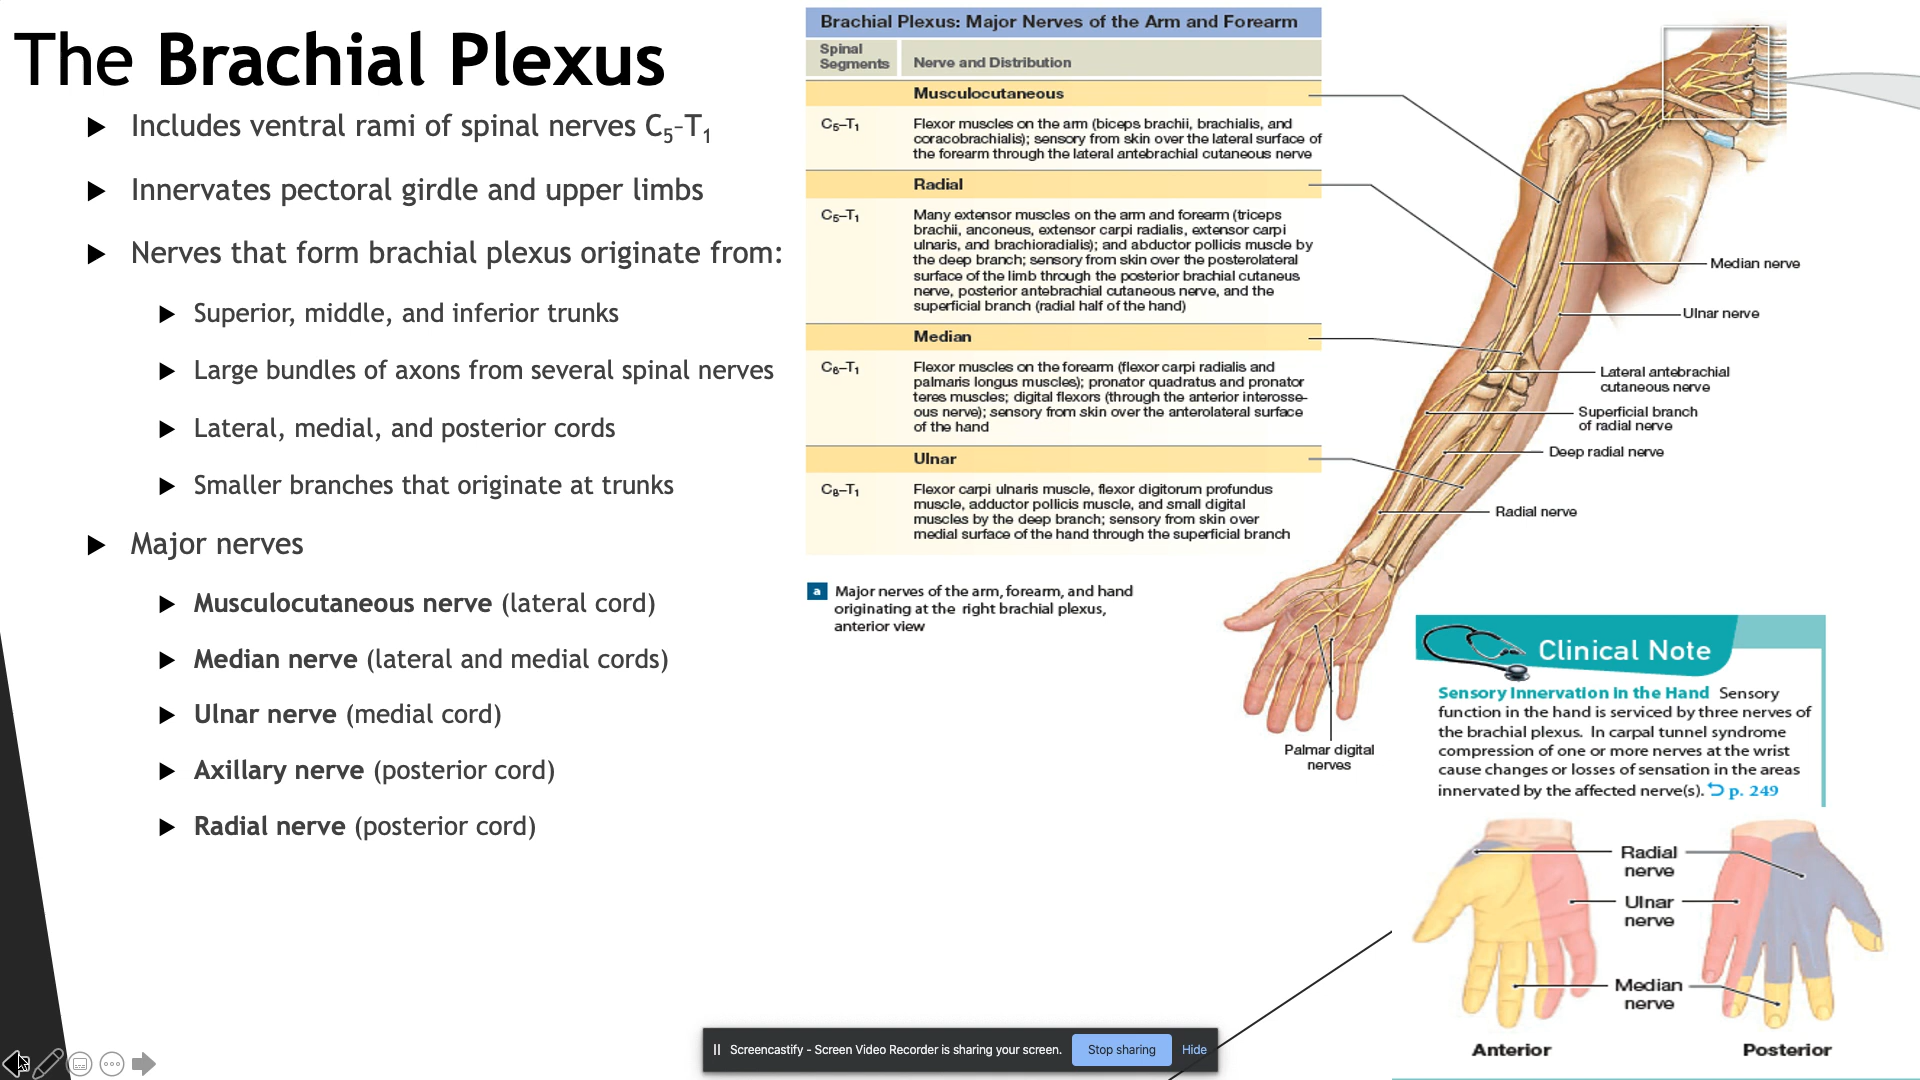 The Brachial Plexus
Includes ventral rami of spinal nerves C5–T1
Innervates pectoral girdle and upper limbs
Nerves that form brachial plexus originate from:
Superior, middle, and inferior trunks
Large bundles of axons from several spinal nerves
Lateral, medial, and posterior cords
Smaller branches that originate at trunks
Major nerves
Musculocutaneous nerve (lateral cord)
Median nerve (lateral and medial cords)
Ulnar nerve (medial cord)
Axillary nerve (posterior cord)
Radial nerve (posterior cord)
Brachial Plexus: Major Nerves of the Arm and Forearm
Spinal
Segments
Nerve and Distribution
Musculocutaneous
C5–T1
Flexor muscles on the arm (biceps brachii, brachialis, and
coracobrachialis); sensory from skin over the lateral surface of
the forearm through the lateral antebrachial cutaneous nerve
Radial
C5–T1
Many extensor muscles on the arm and forearm (triceps
brachii, anconeus, extensor carpi radialis, extensor carpi
ulnaris, and brachioradialis); and abductor pollicis muscle by
the deep branch; sensory from skin over the posterolateral
surface of the limb through the posterior brachial cutaneus
nerve, posterior antebrachial cutaneous nerve, and the
superficial branch (radial half of the hand)
Median
C6–T1
Flexor muscles on the forearm (flexor carpi radialis and
palmaris longus muscles); pronator quadratus and pronator
teres muscles; digital flexors (through the anterior interosse-
ous nerve); sensory from skin over the anterolateral surface
of the hand
Ulnar
C8–T1
Flexor carpi ulnaris muscle, flexor digitorum profundus
muscle, adductor pollicis muscle, and small digital
muscles by the deep branch; sensory from skin over
medial surface of the hand through the superficial branch
a Major nerves of the arm, forearm, and hand
originating at the right brachial plexus,
anterior view
Median nerve
Ulnar nerve
Lateral antebrachial
cutaneous nerve
Superficial branch
of radial nerve
Deep radial nerve
Radial nerve
Palmar digital
nerves
Clinical Note
Sensory Innervation in the Hand Sensory
function in the hand is serviced by three nerves of
the brachial plexus. In carpal tunnel syndrome
compression of one or more nerves at the wrist
cause changes or losses of sensation in the areas
innervated by the affected nerve(s). p. 249
Radial
nerve
Ulnar
nerve
Median
nerve
Anterior
Posterior
Screencastify - Screen Video Recorder is sharing your screen.
Stop sharing
Hide